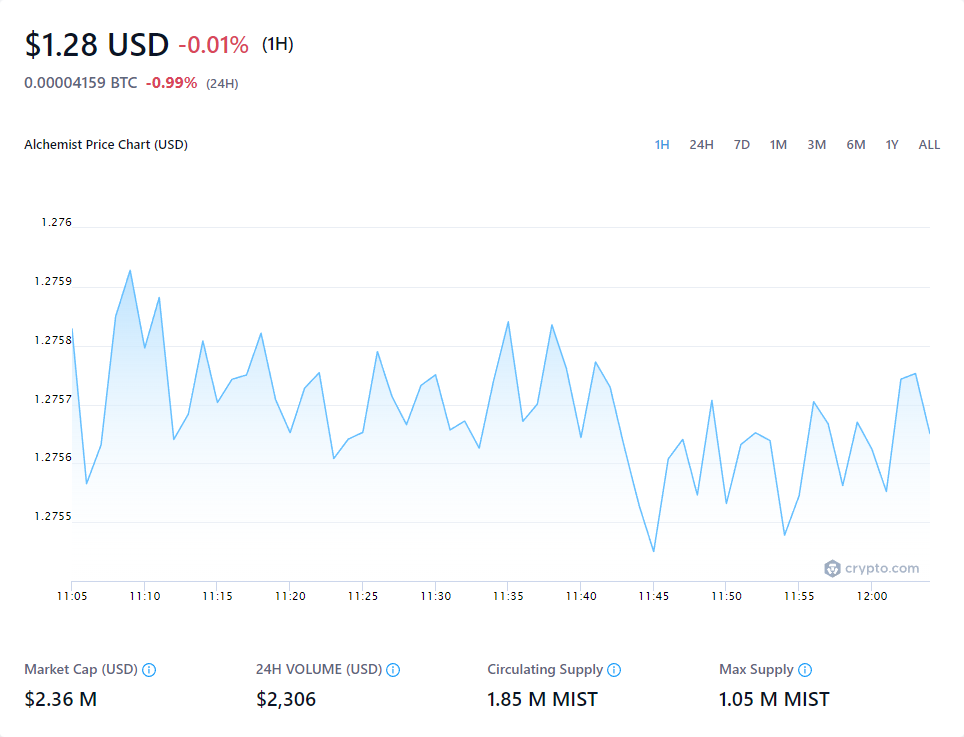 $1.28 USD -0.01% (1H)
0.00004159 BTC -0.99% (24H)
Alchemist Price Chart (USD) 1H 24H 7D 1M 3M 6M 1Y ALL
1.276
1.2759
1.2758
1.2757
1.2756
1.2755
crypto.com
11:05 11:10 11:15 11:20 11:25 11:30 11:35 11:40 11:45 11:50 11:55 12:00
Market Cap (USD) 24H VOLUME (USD) Circulating Supply Max Supply
$2.36 M $2,306 1.85 M MIST 1.05 M MIST